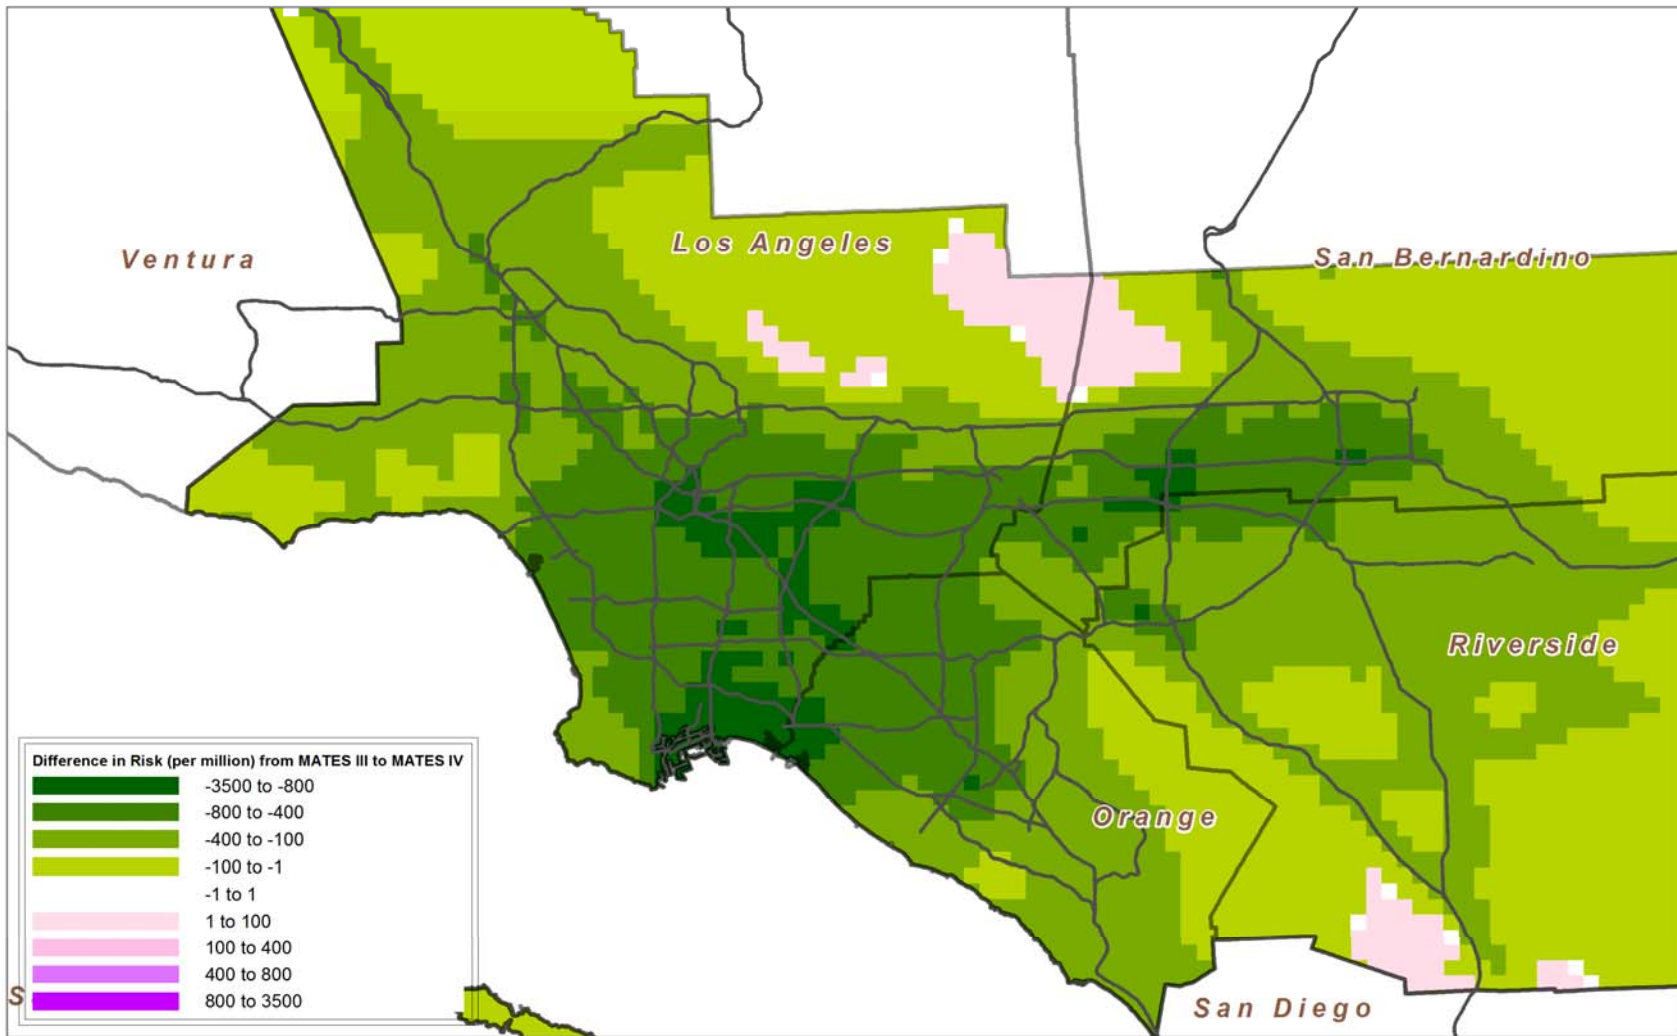 Los Angeles
Ventura
San Bernardino
Riverside
Orange
San Diego
Difference in Risk (per million) from MATES III to MATES IV
-3500 to -800
-800 to -400
-400 to -100
-100 to -1
-1 to 1
1 to 100
100 to 400
400 to 800
800 to 3500
S